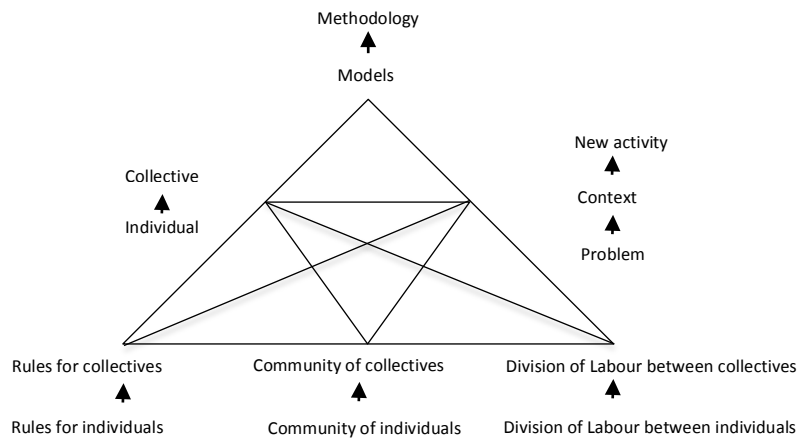 Methodology
Models
New activity
Collective
Context
Individual
Problem
Rules for collectives
Community of collectives
Division of Labour between collectives
Rules for individuals
Community of individuals
Division of Labour between individuals